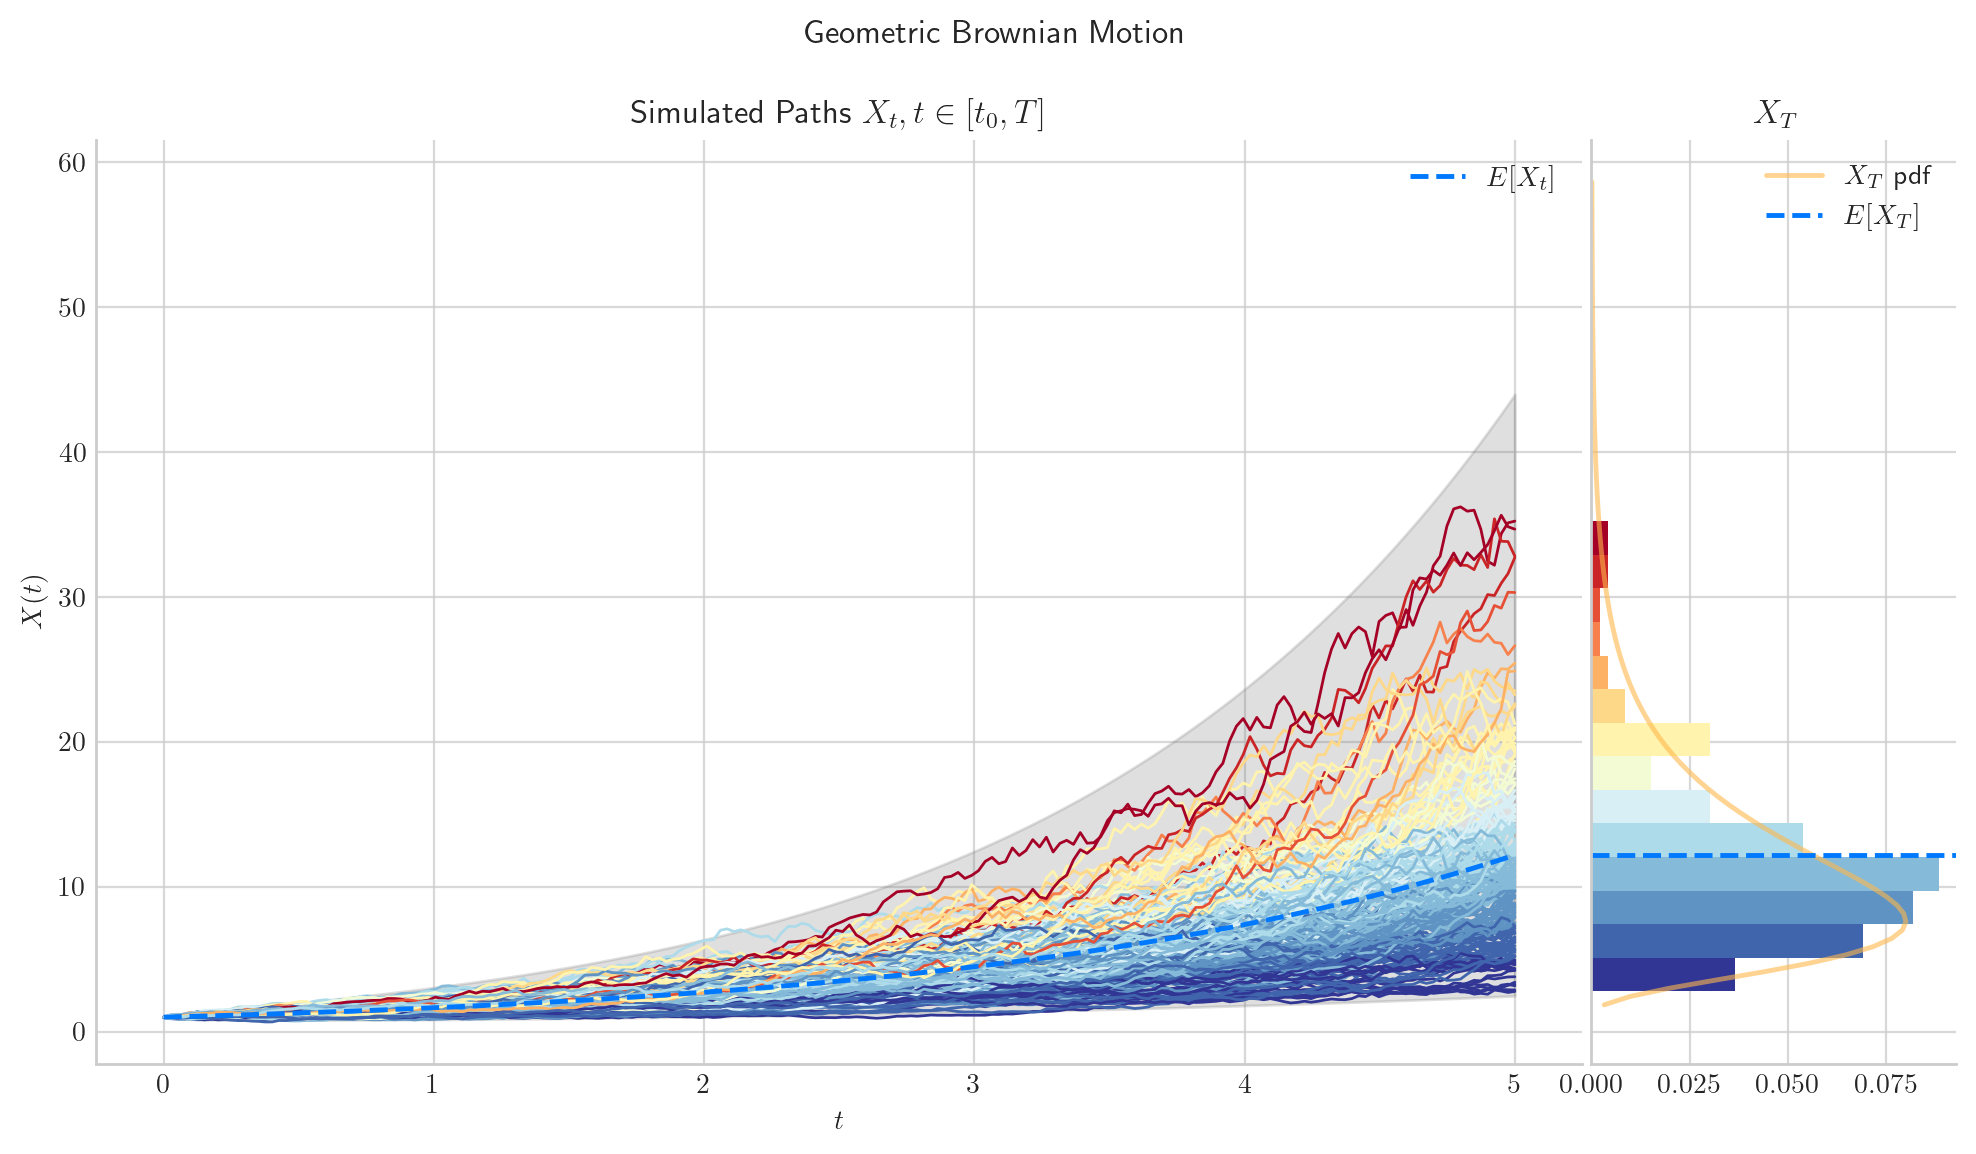 Geometric Brownian Motion
Simulated Paths $X_t, t \in [t_0, T]$
$X_T$
60
50
40
30
20
10
0
$X(t)$
$E[X_t]$
$X_T$ pdf
$E[X_T]$
0 1 2 3 4 5
0.000 0.025 0.050 0.075
$t$